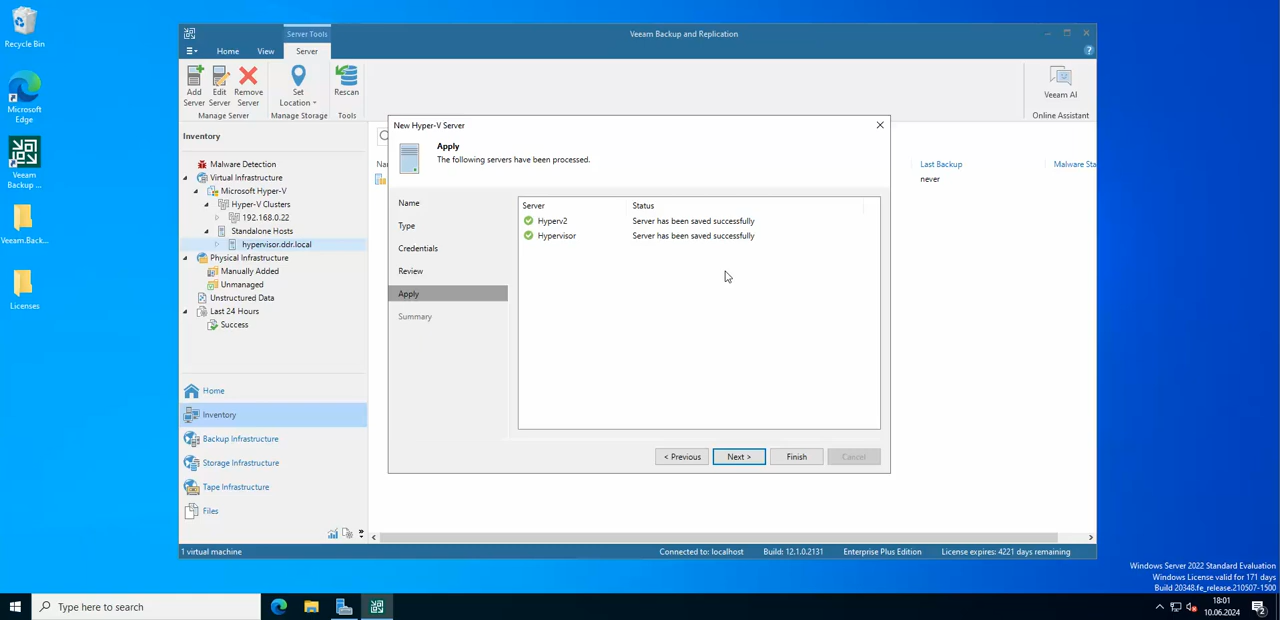 Recycle Bin
Microsoft
Edge
Veeam
Backup ...
Veeam.Back...
Licenses
Server Tools
Veeam Backup and Replication
Home
View
Server
Add
Server
Edit
Server
Remove
Server
Set
Location
Rescan
Veeam AI
Manage Server
Manage Storage
Tools
Online Assistant
Inventory
Malware Detection
Virtual Infrastructure
Microsoft Hyper-V
Hyper-V Clusters
192.168.0.22
Standalone Hosts
hypervisor.ddr.local
Physical Infrastructure
Manually Added
Unmanaged
Unstructured Data
Last 24 Hours
Success
Home
Inventory
Backup Infrastructure
Storage Infrastructure
Tape Infrastructure
Files
Last Backup
Malware Sta
never
New Hyper-V Server
Apply
The following servers have been processed.
Name
Type
Credentials
Review
Apply
Summary
Server Status
Hyperv2 Server has been saved successfully
Hypervisor Server has been saved successfully
< Previous
Next >
Finish
Cancel
1 virtual machine
Connected to: localhost
Build: 12.1.0.2131
Enterprise Plus Edition
License expires: 4221 days remaining
Windows Server 2022 Standard Evaluation
Windows License valid for 171 days
Build 20348.fe_release.210507-1500
Type here to search
18:01
10.06.2024
2